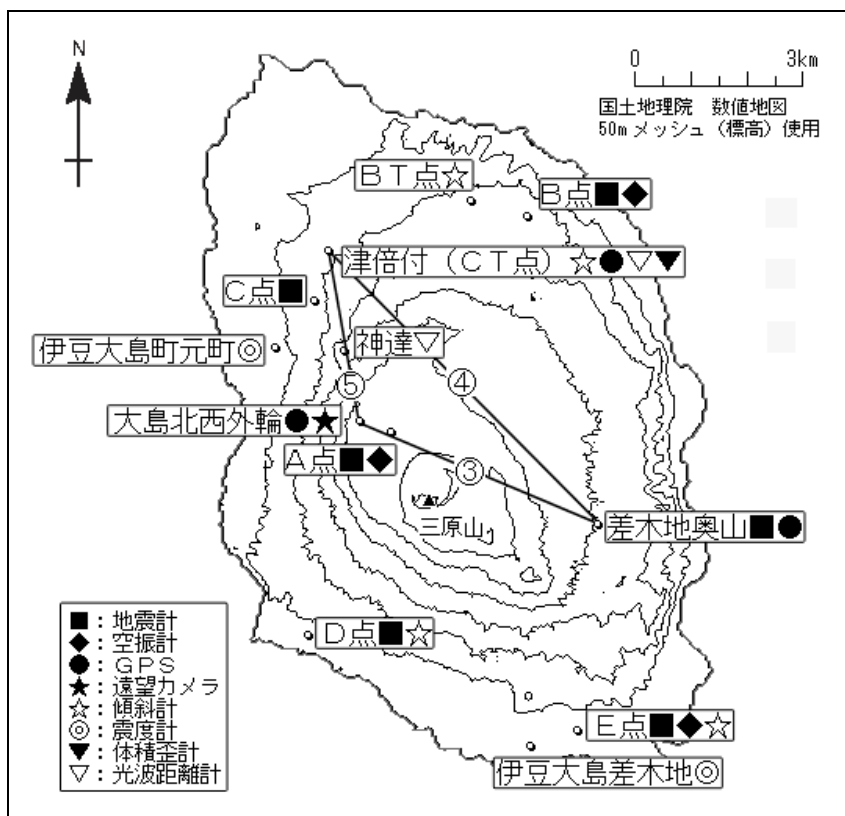 N
0 3km
国土地理院 数値地図
50mメッシュ(標高)使用
BT点☆
B点■◆
津倍付(CT点)☆●▽▼
C点■
神達▽
伊豆大島町元町◎
⑤
④
大島北西外輪●★
A点■◆
③
三原山
差木地奥山■●
D点■☆
E点■◆☆
伊豆大島差木地◎
■:地震計
◆:空振計
●:GPS
★:遠望カメラ
☆:傾斜計
◎:震度計
▼:体積歪計
▽:光波距離計